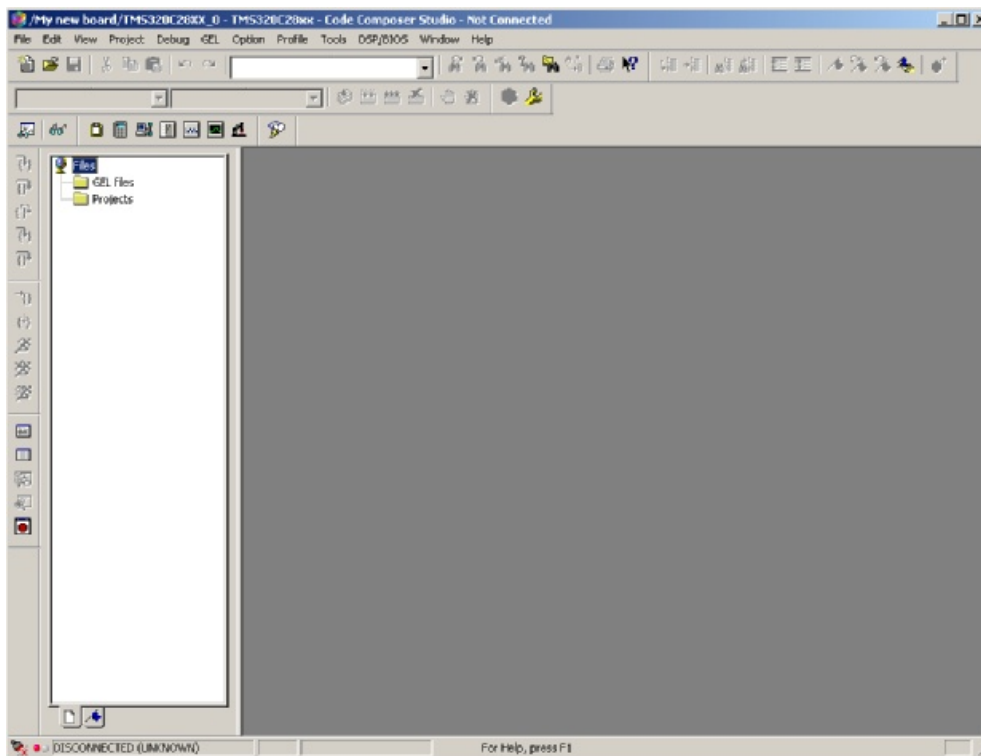 /My new board/TMS320C28XX_0 - TMS320C28xx - Code Composer Studio - Not Connected
File Edit View Project Debug GEL Option Profile Tools DSP/BIOS Window Help
Files
GEL Files
Projects
DISCONNECTED (UNKNOWN) For Help, press F1